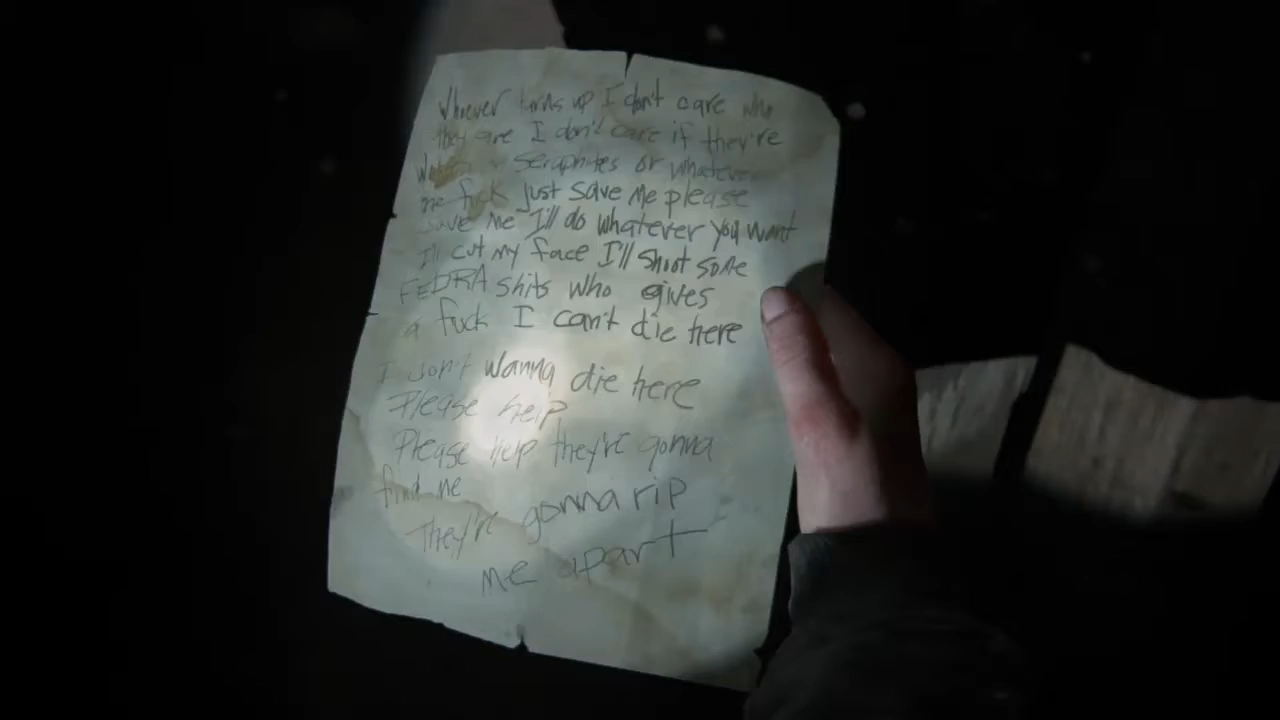 Whoever turns up I don't care who
they are I don't care if they're
Seraphites or whatever
fuck just save me please
save me I'll do whatever you want
I'll cut my face I'll shoot some
FEDRA shits who gives
a fuck I can't die here
I don't wanna die here
Please help
Please help they're gonna
find me
They're gonna rip
me apart